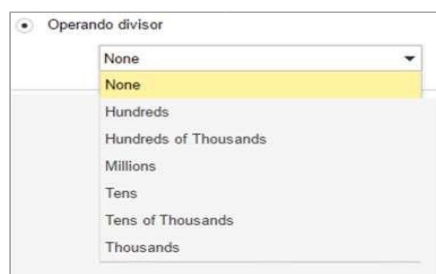 Operando divisor
None
None
Hundreds
Hundreds of Thousands
Millions
Tens
Tens of Thousands
Thousands